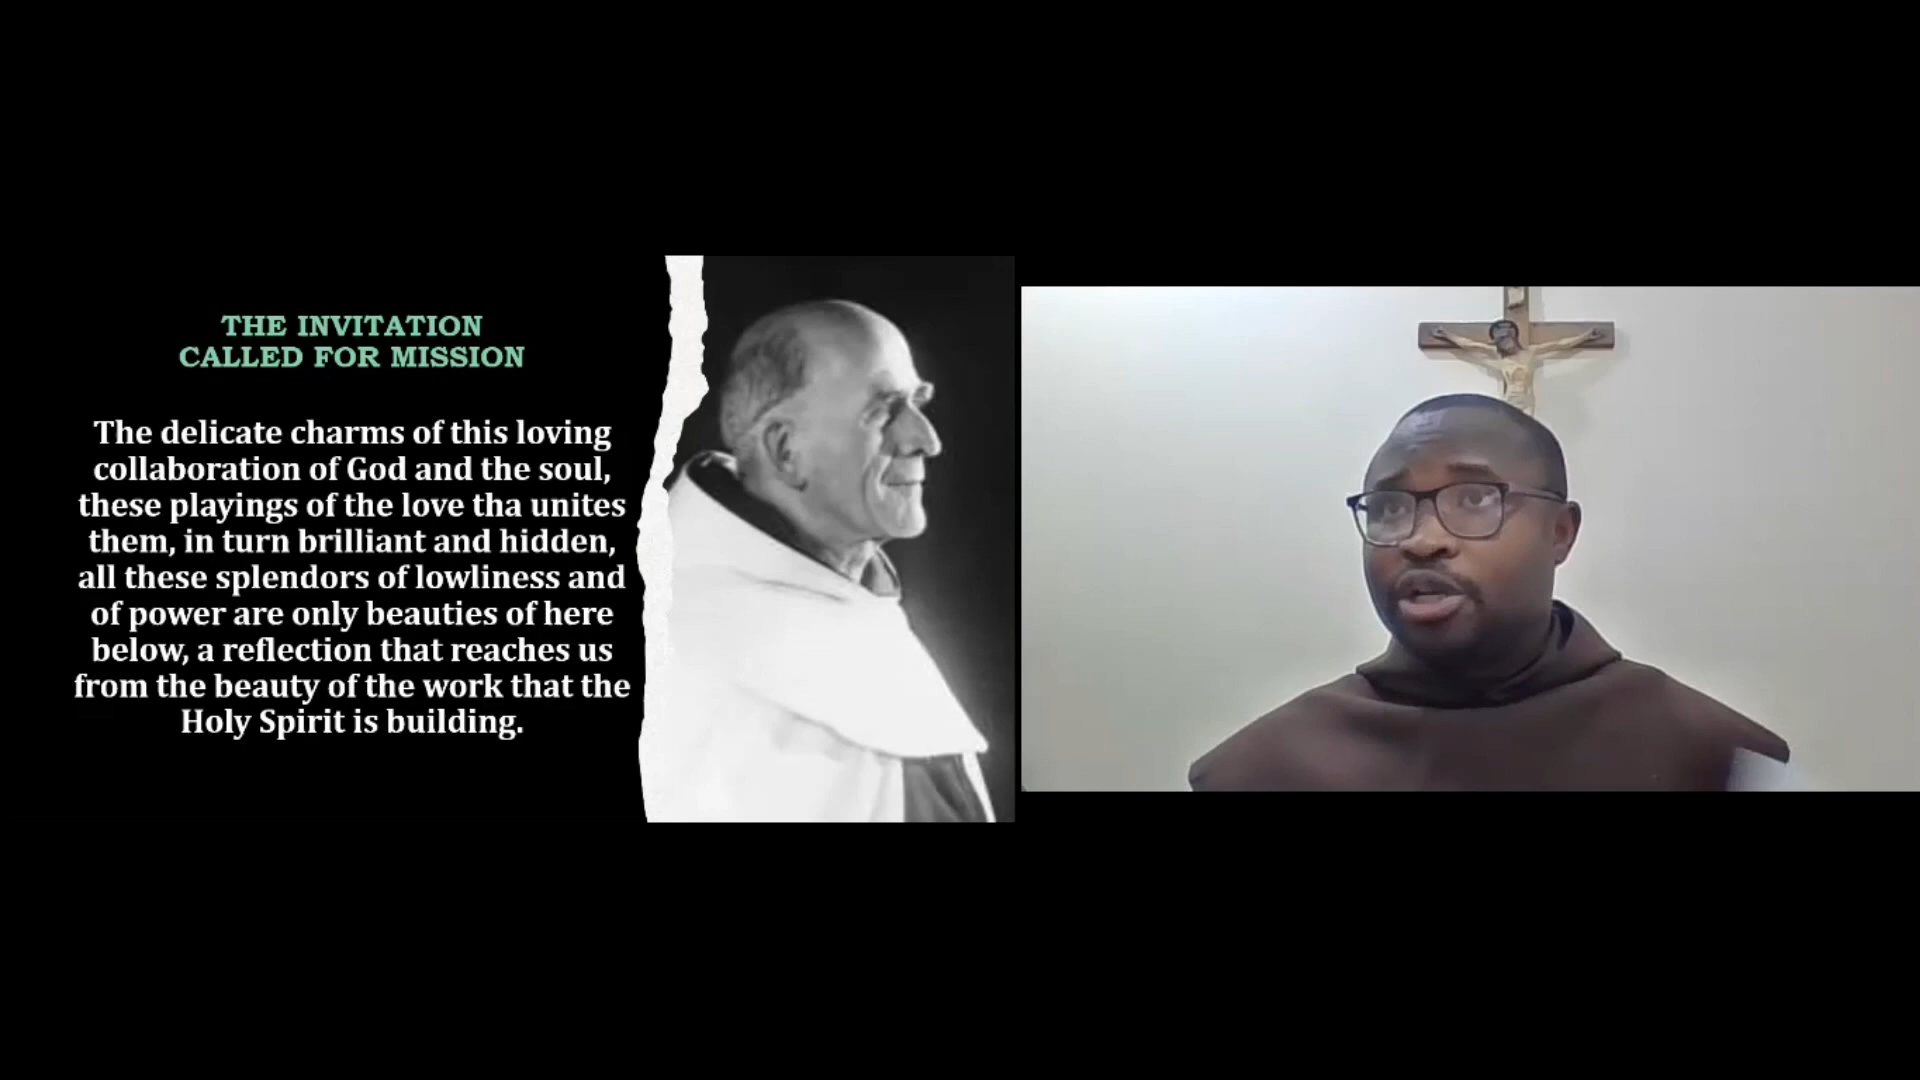 THE INVITATION
CALLED FOR MISSION
The delicate charms of this loving
collaboration of God and the soul,
these playings of the love tha unites
them, in turn brilliant and hidden,
all these splendors of lowliness and
of power are only beauties of here
below, a reflection that reaches us
from the beauty of the work that the
Holy Spirit is building.